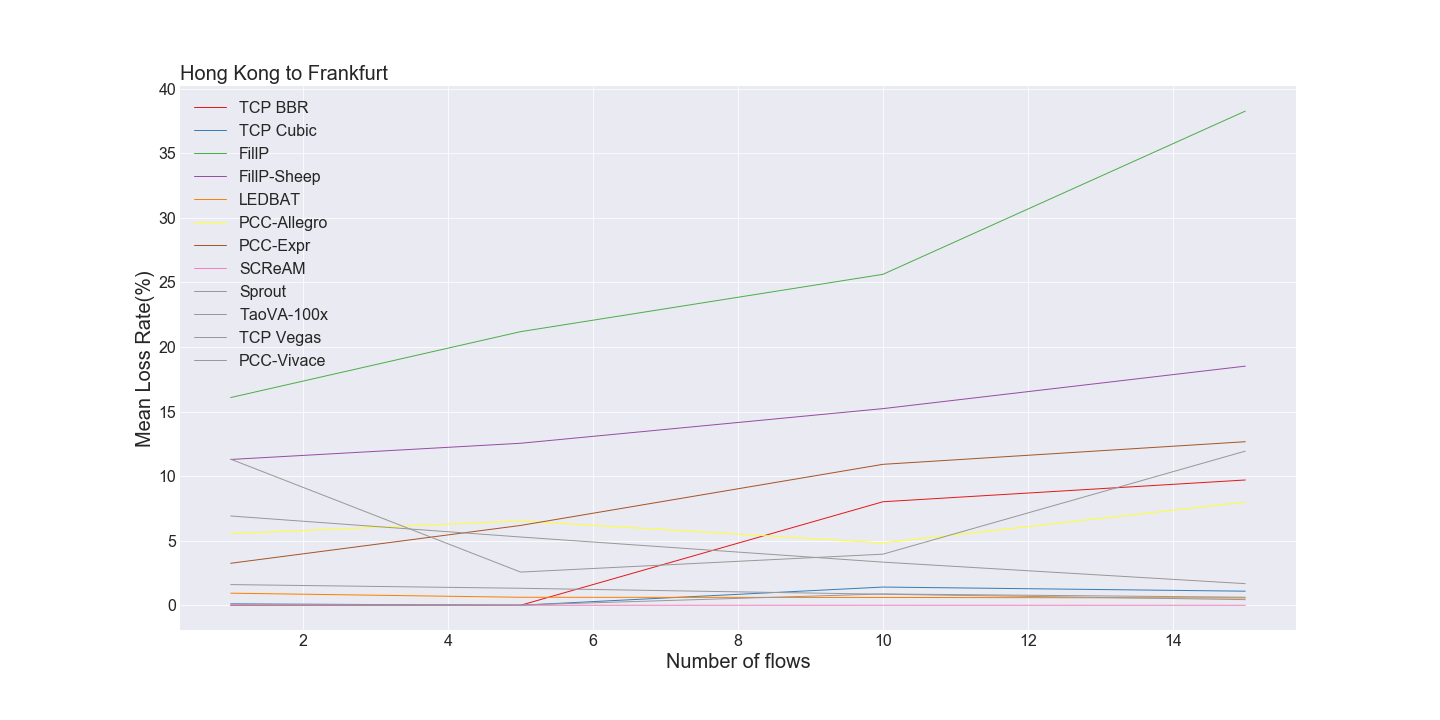 Hong Kong to Frankfurt
40
35
30
25
20
15
10
5
0
Mean Loss Rate(%)
TCP BBR
TCP Cubic
FillP
FillP-Sheep
LEDBAT
PCC-Allegro
PCC-Expr
SCReAM
Sprout
TaoVA-100x
TCP Vegas
PCC-Vivace
2 4 6 8 10 12 14
Number of flows